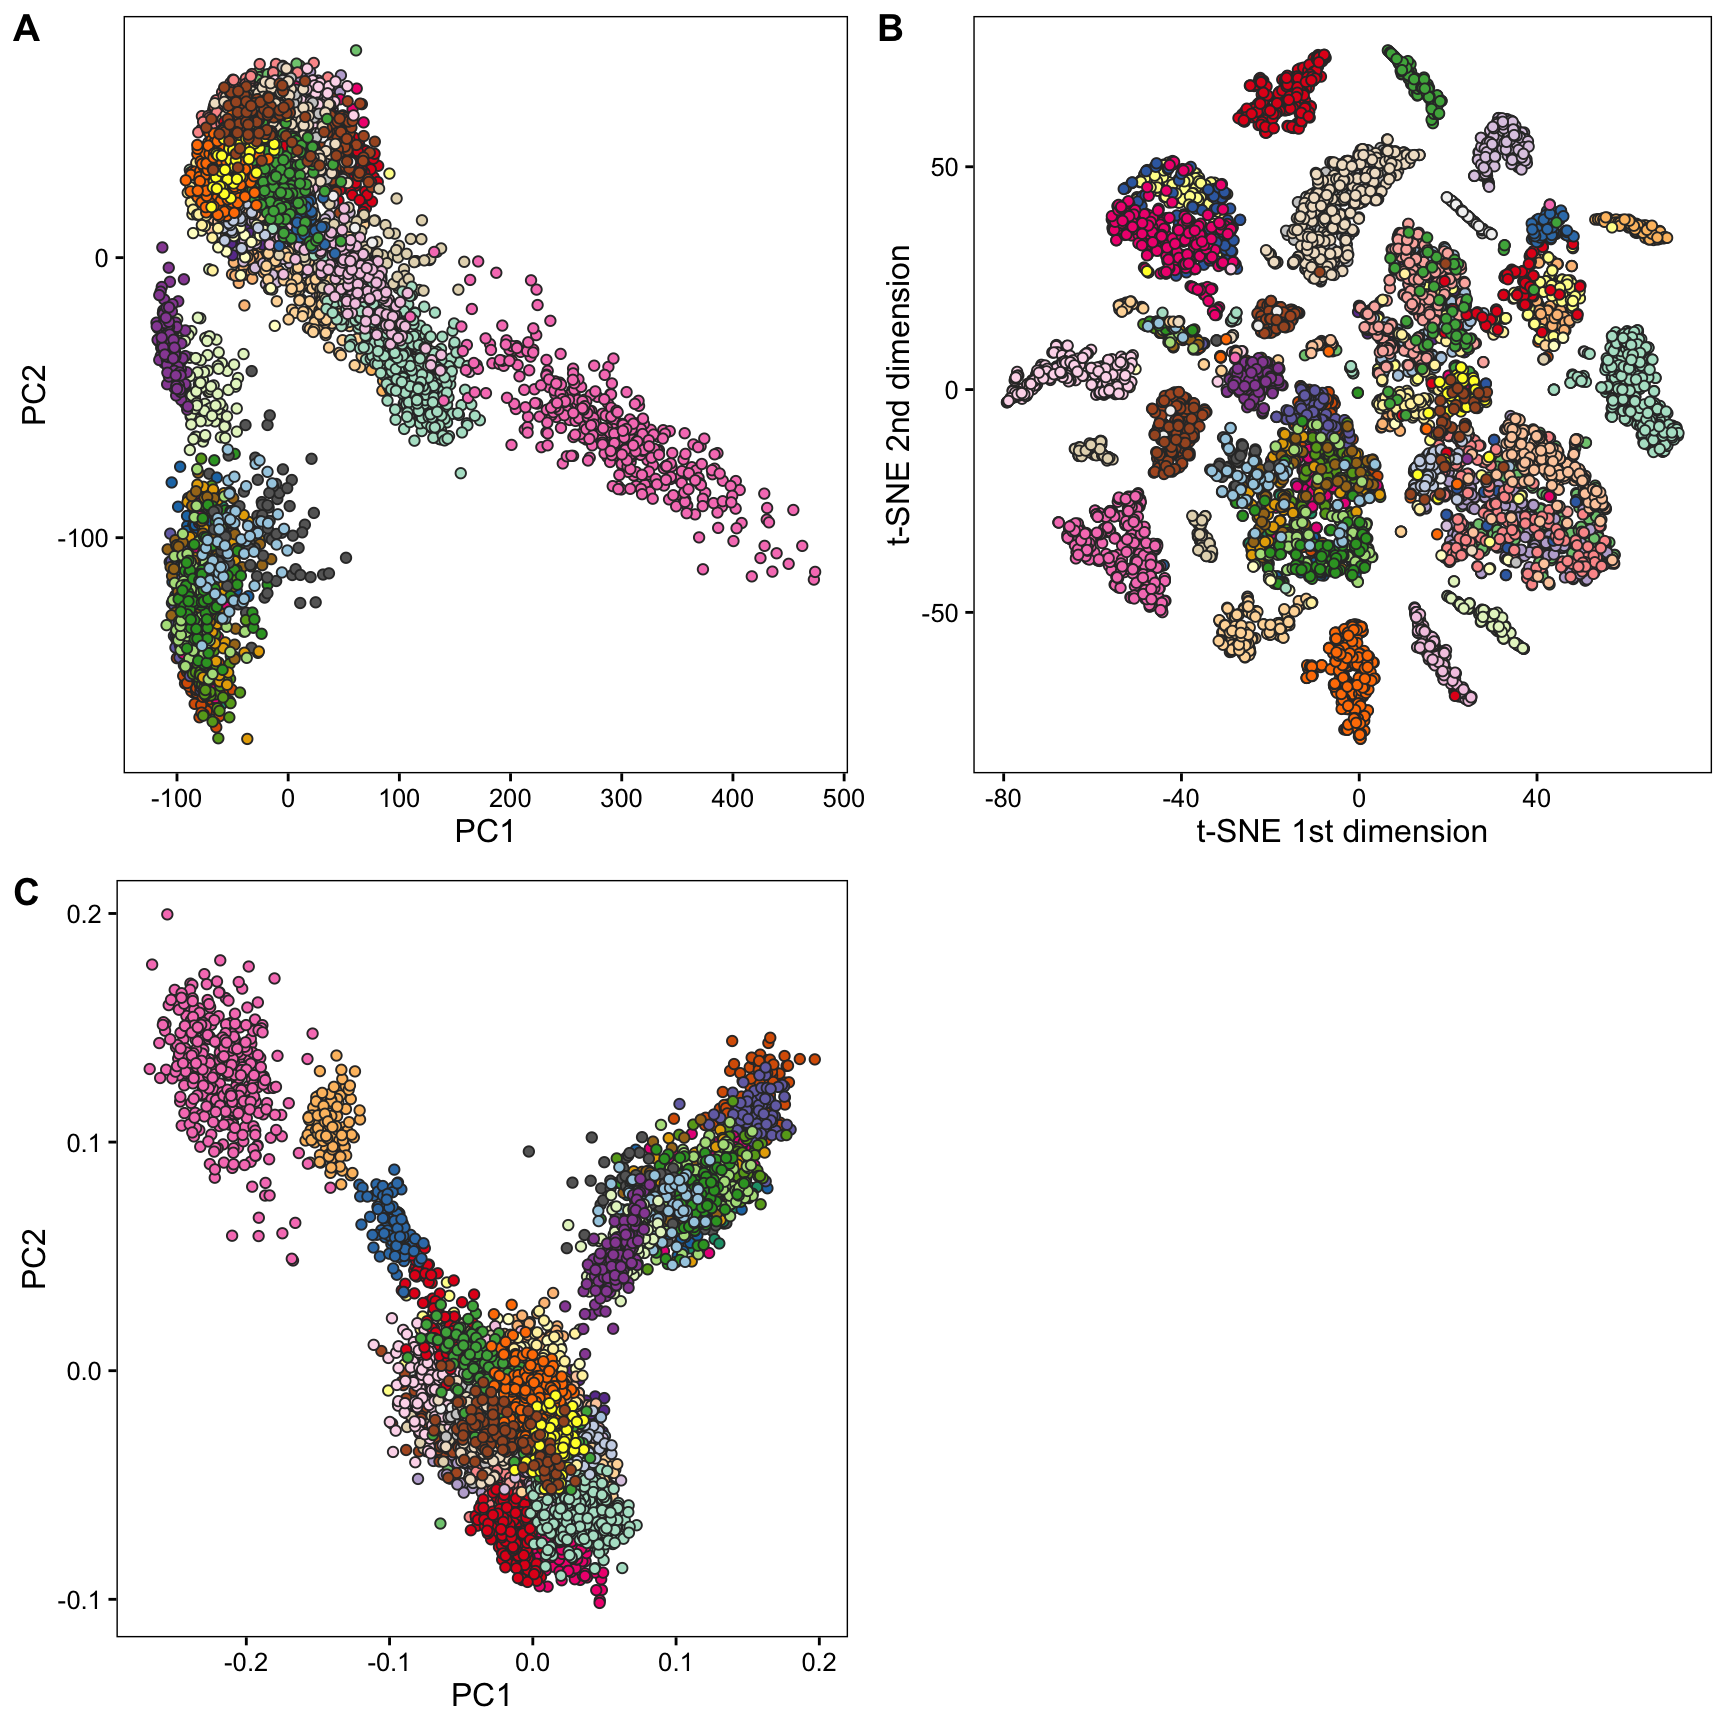 A
0
-100
PC2
-100 0 100 200 300 400 500
PC1
B
50
0
-50
t-SNE 2nd dimension
-80 -40 0 40
t-SNE 1st dimension
C
0.2
0.1
0.0
-0.1
PC2
-0.2 -0.1 0.0 0.1 0.2
PC1